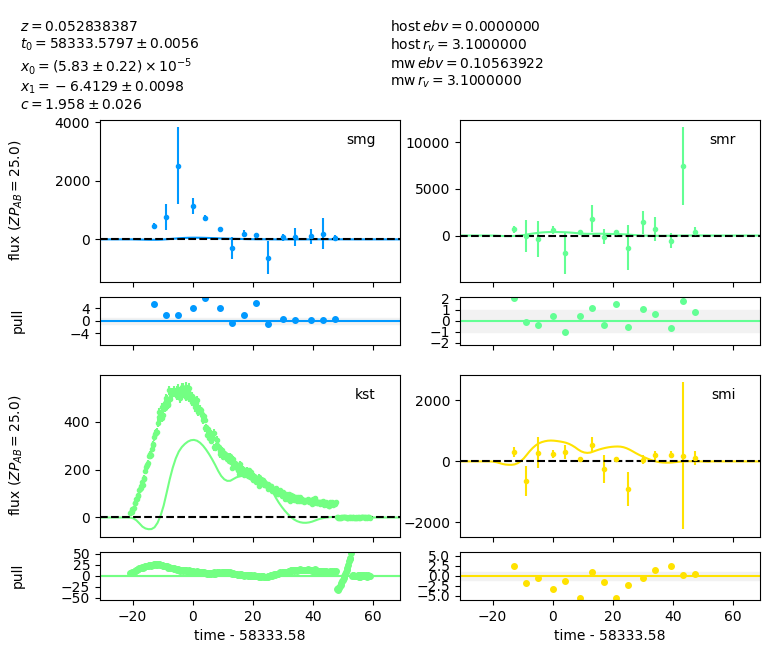 z = 0.052838387
t₀ = 58333.5797 ± 0.0056
x₀ = (5.83 ± 0.22) × 10⁻⁵
x₁ = −6.4129 ± 0.0098
c = 1.958 ± 0.026
host ebv = 0.0000000
host r_v = 3.1000000
mw ebv = 0.10563922
mw r_v = 3.1000000
smg
4000
2000
0
flux (ZP_AB = 25.0)
4
0
−4
pull
smr
10000
5000
0
2
1
0
−1
−2
kst
400
200
0
flux (ZP_AB = 25.0)
50
25
0
−25
−50
pull
−20
0
20
40
60
time - 58333.58
smi
2000
0
−2000
5.0
2.5
0.0
−2.5
−5.0
−20
0
20
40
60
time - 58333.58